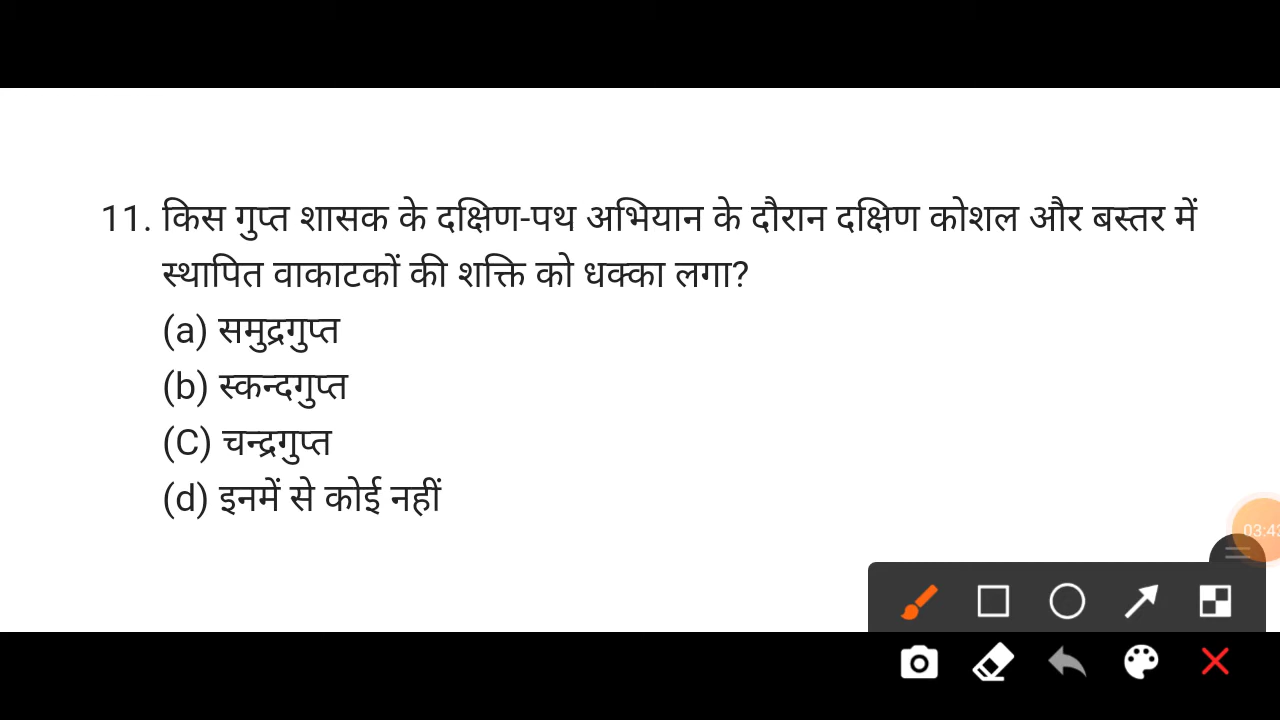 11. किस गुप्त शासक के दक्षिण-पथ अभियान के दौरान दक्षिण कोशल और बस्तर में
स्थापित वाकाटकों की शक्ति को धक्का लगा?
(a) समुद्रगुप्त
(b) स्कन्दगुप्त
(C) चन्द्रगुप्त
(d) इनमें से कोई नहीं